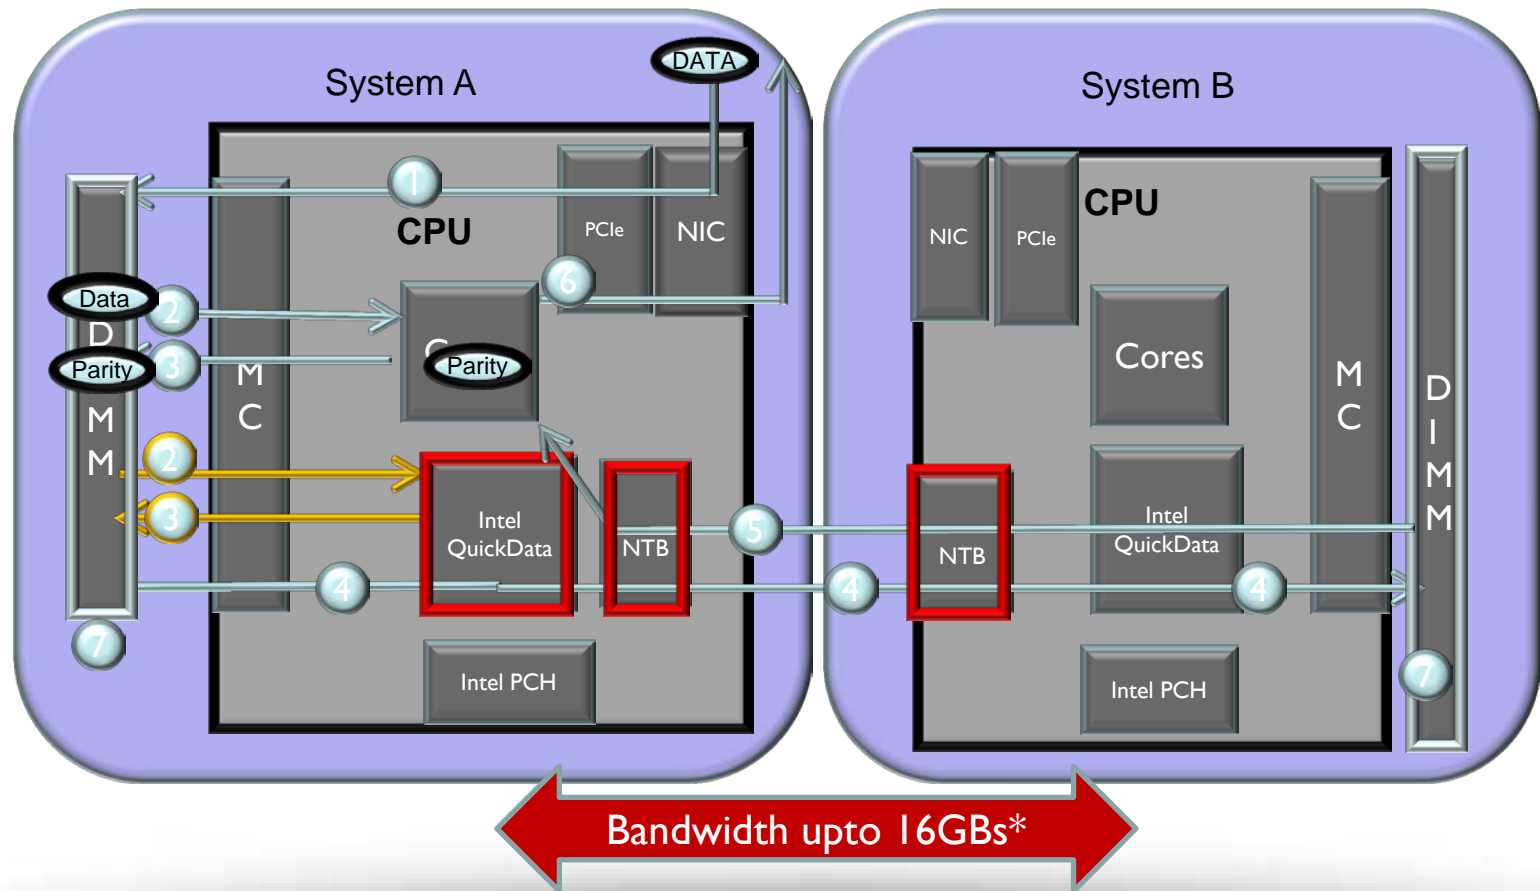 System A
DATA
System B
1
CPU
PCIe
NIC
NIC
PCIe
CPU
6
Data
2
D
Parity
3
M
C
C
Parity
Cores
M
C
D
I
M
M
M
M
2
3
Intel
QuickData
NTB
5
NTB
Intel
QuickData
4
4
4
7
Intel PCH
Intel PCH
7
Bandwidth upto 16GBs*